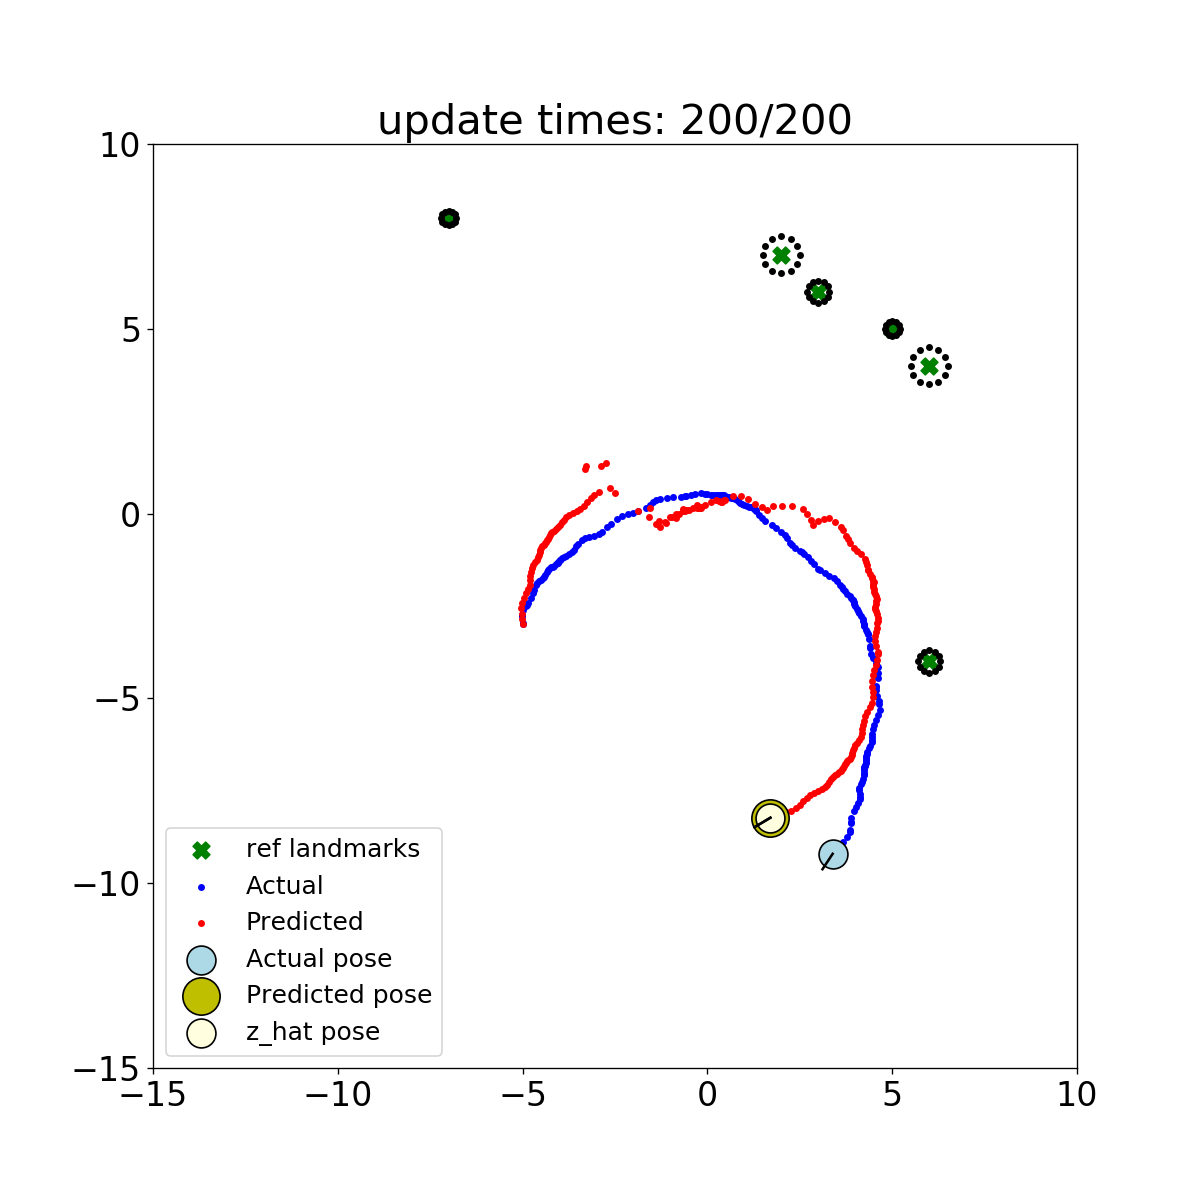 update times: 200/200
10
5
0
−5
−10
−15
−15
−10
−5
0
5
10
ref landmarks
Actual
Predicted
Actual pose
Predicted pose
z_hat pose